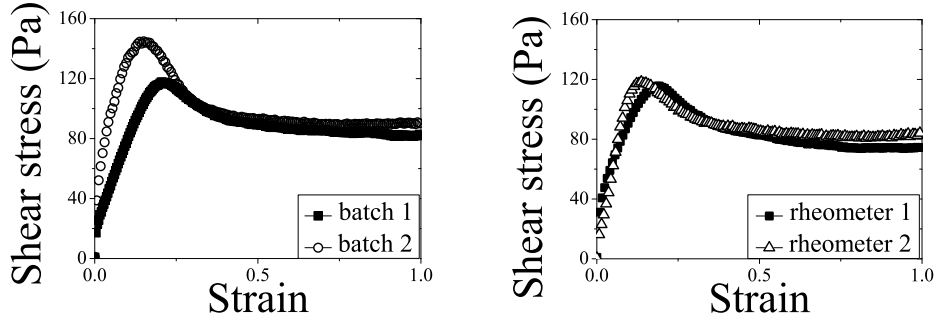 Shear stress (Pa)
160
120
80
40
0
batch 1
batch 2
0.0 0.5 1.0
Strain
Shear stress (Pa)
160
120
80
40
0
rheometer 1
rheometer 2
0.0 0.5 1.0
Strain